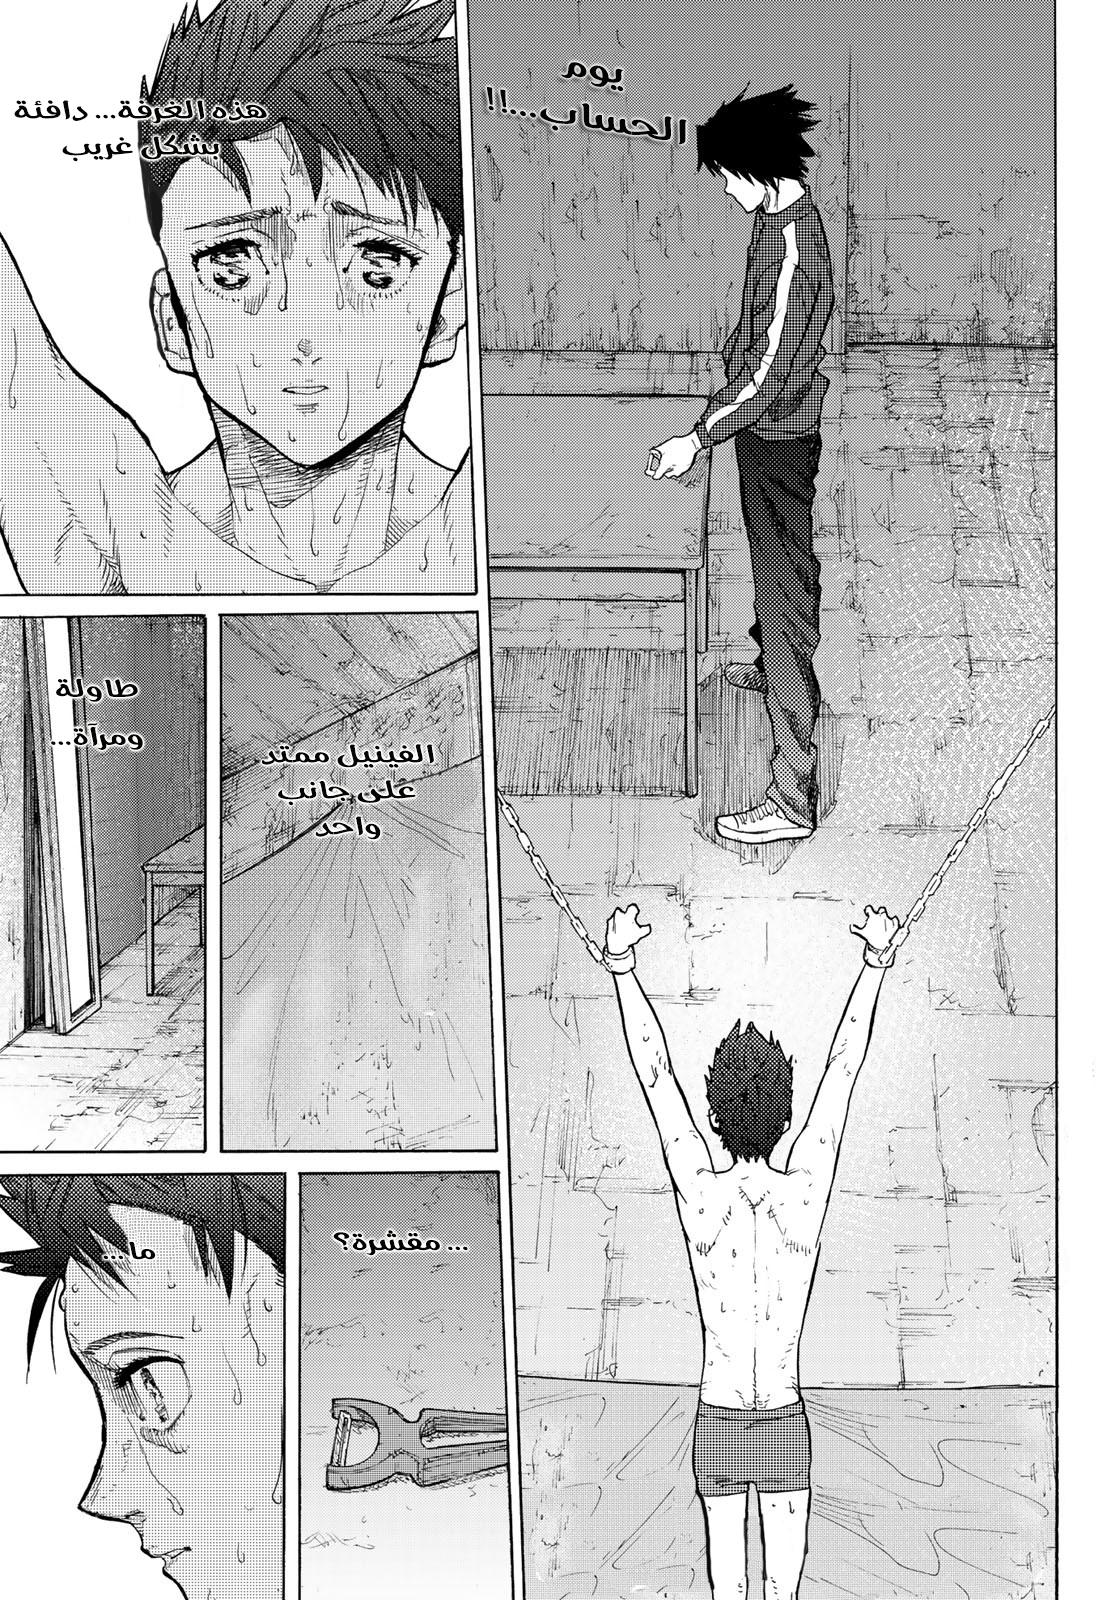 يوم
الحساب...!!
هذه الغرفة... دافئة
بشكل غريب
الفينيل ممتد
على جانب
واحد
طاولة
ومرآة...
... مقشرة؟
ما ...